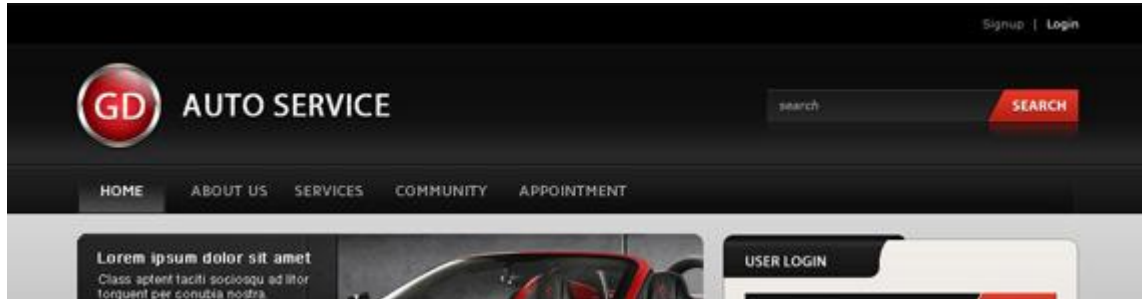 Signup | Login
GD AUTO SERVICE
search SEARCH
HOME ABOUT US SERVICES COMMUNITY APPOINTMENT
Lorem ipsum dolor sit amet
Class aptent taciti sociosqu ad litor
torquent per conubia nostra
USER LOGIN